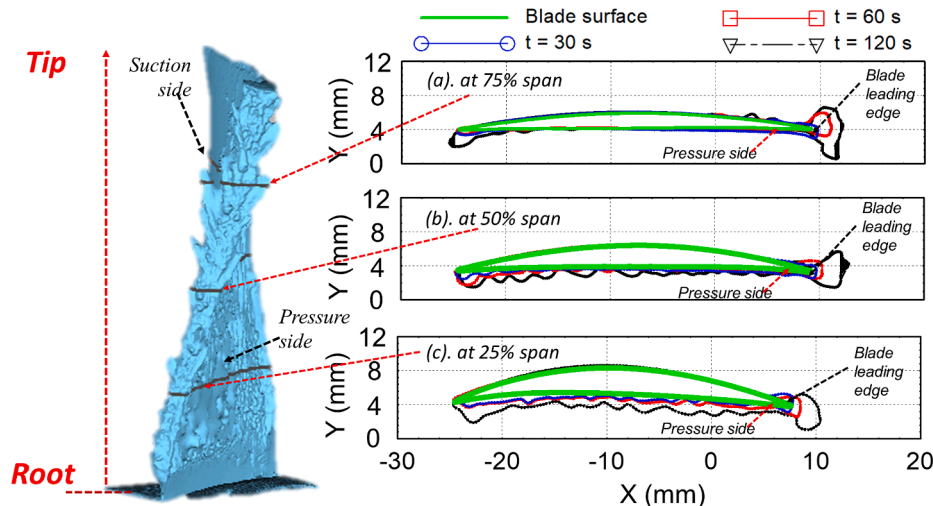 Blade surface
t = 60 s
t = 30 s
t = 120 s
Tip
Suction
side
Pressure
side
Root
12
8
4
0
Y (mm)
(a). at 75% span
Blade
leading
edge
Pressure side
12
8
4
0
Y (mm)
(b). at 50% span
Blade
leading
edge
Pressure side
12
8
4
0
Y (mm)
(c). at 25% span
Blade
leading
edge
Pressure side
-30
-20
-10
0
10
20
X (mm)